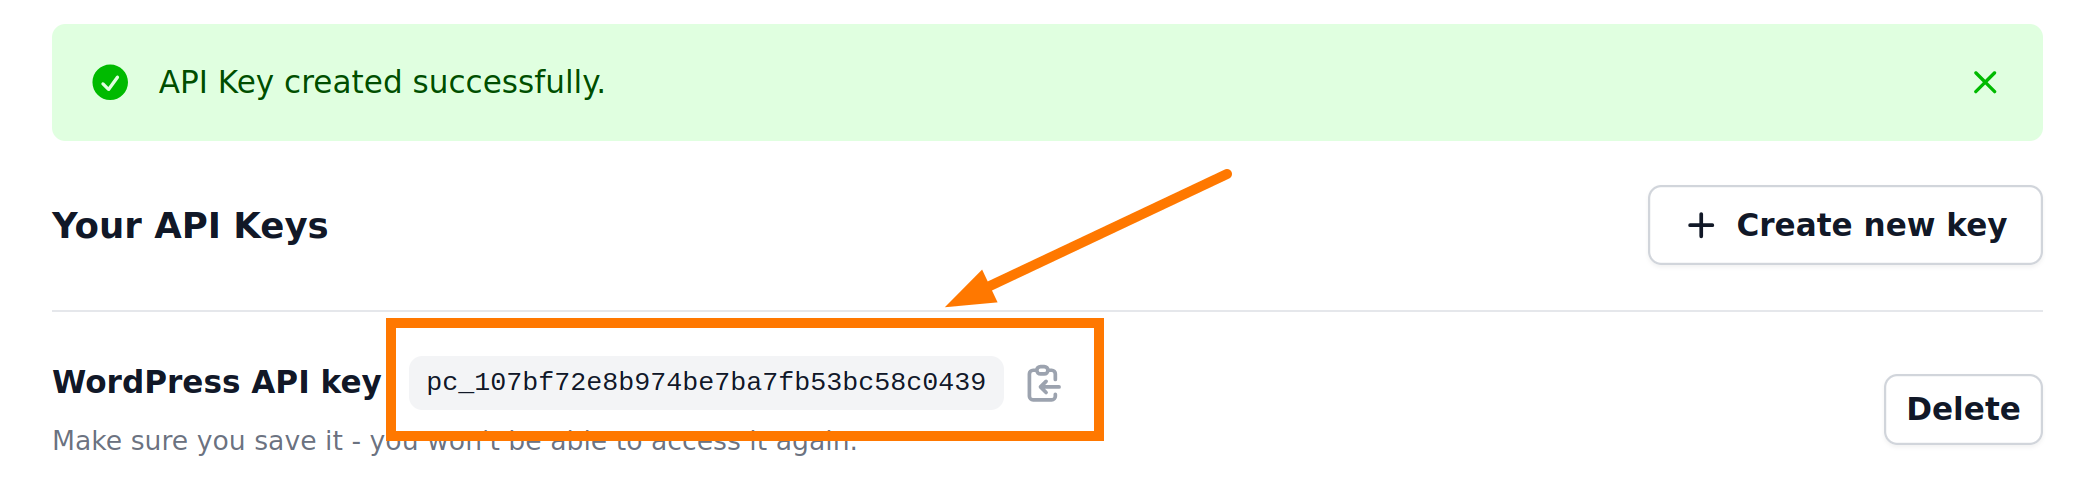 API Key created successfully.
Your API Keys
Create new key
WordPress API key pc_107bf72e8b974be7ba7fb53bc58c0439
Make sure you save it - you won't be able to access it again.
Delete